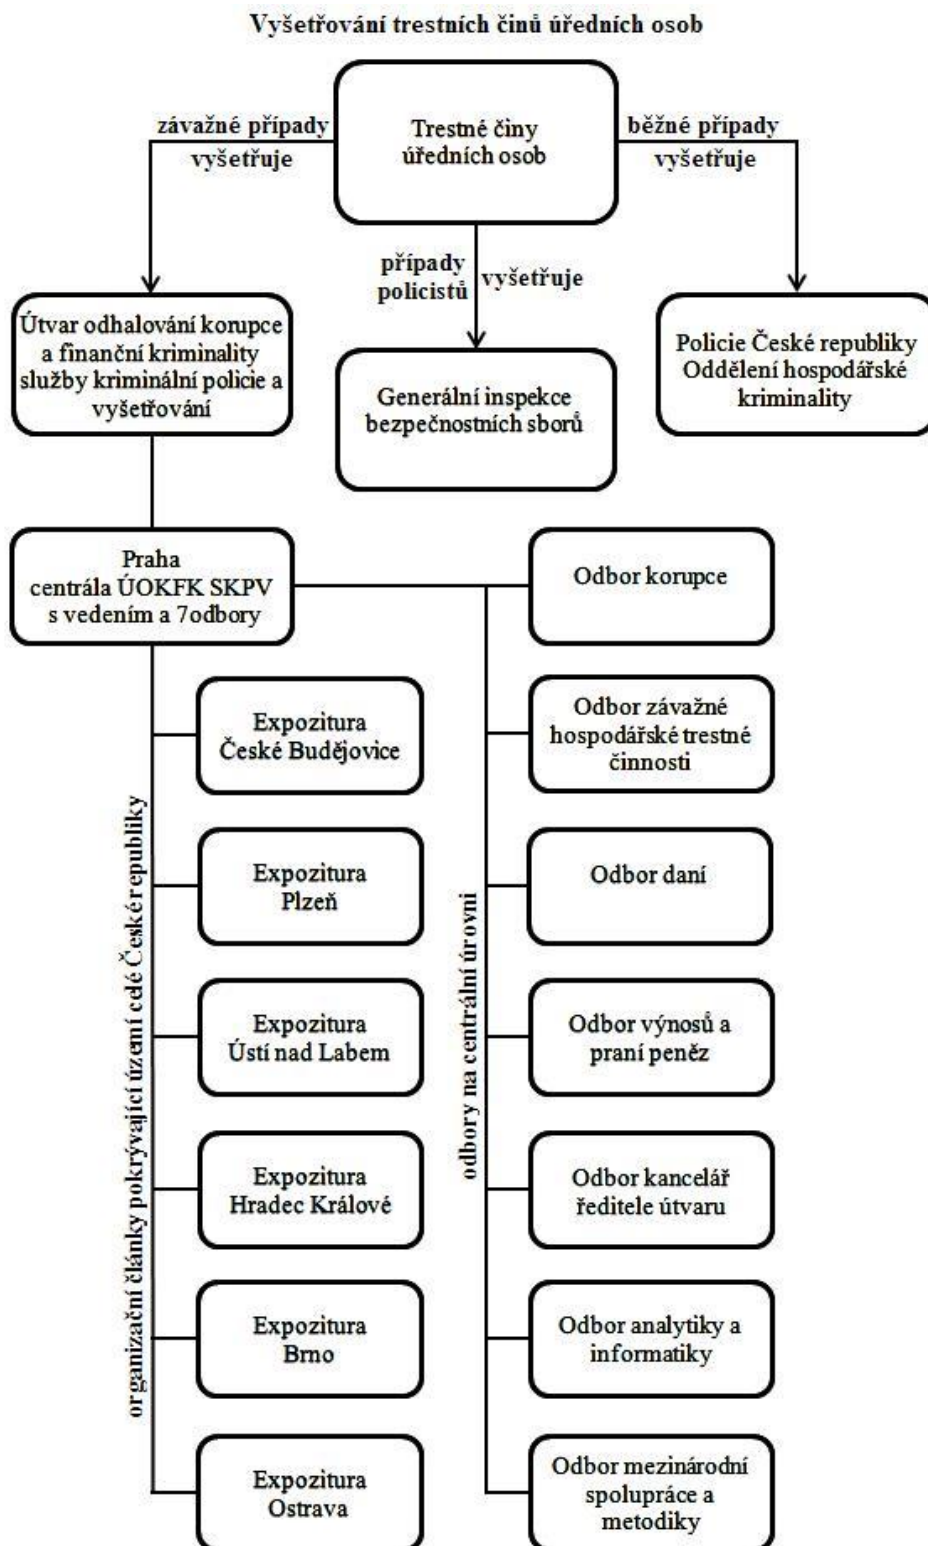 Vyšetřování trestních činů úředních osob
závažné případy
vyšetřuje
Trestné činy
úředních osob
běžné případy
vyšetřuje
případy
policistů
vyšetřuje
Útvar odhalování korupce
a finanční kriminality
služby kriminální policie a
vyšetřování
Generální inspekce
bezpečnostních sborů
Policie České republiky
Oddělení hospodářské
kriminality
Praha
centrála ÚOKFK SKPV
s vedením a 7odbory
organizační články pokrývající území celé České republiky
Expozitura
České Budějovice
Expozitura
Plzeň
Expozitura
Ústí nad Labem
Expozitura
Hradec Králové
Expozitura
Brno
Expozitura
Ostrava
odbory na centrální úrovni
Odbor korupce
Odbor závažné
hospodářské trestné
činnosti
Odbor daní
Odbor výnosů a
praní peněz
Odbor kancelář
ředitele útvaru
Odbor analytiky a
informatiky
Odbor mezinárodní
spolupráce a
metodiky